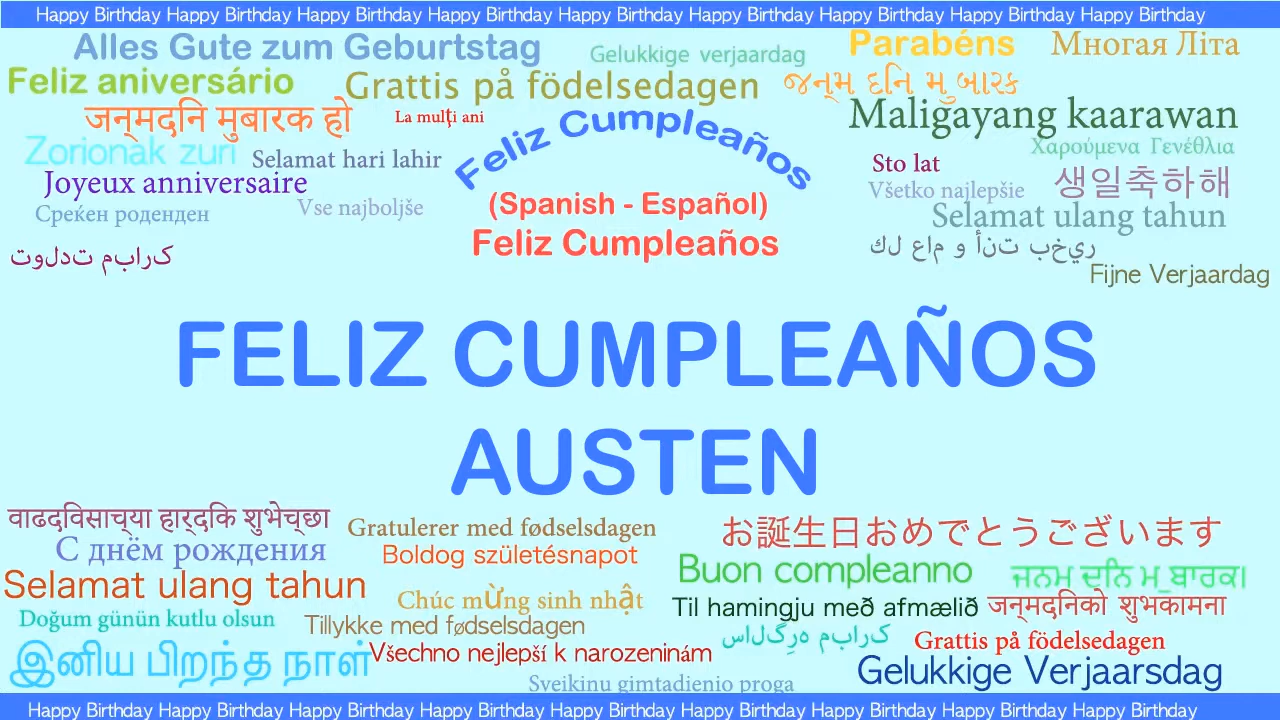 Happy Birthday Happy Birthday Happy Birthday Happy Birthday Happy Birthday Happy Birthday Happy Birthday Happy Birthday Happy Birthday
Alles Gute zum Geburtstag
Gelukkige verjaardag
Parabéns
Многая Літа
Feliz aniversário
Grattis på födelsedagen
જન્મ દિન મુબારક
जन्मदिन मुबारक हो
La mulţi ani
Feliz Cumpleaños
Maligayang kaarawan
Zorionak zuri
Selamat hari lahir
Χαρούμενα Γενέθλια
Sto lat
Joyeux anniversaire
Všetko najlepšie
생일축하해
Среќен роденден
Vse najboljše
(Spanish - Español)
Selamat ulang tahun
Feliz Cumpleaños
تولدت مبارک
كل عام و أنت بخير
Fijne Verjaardag
FELIZ CUMPLEAÑOS
AUSTEN
वाढदिवसाच्या हार्दिक शुभेच्छा
Gratulerer med fødselsdagen
お誕生日おめでとうございます
С днём рождения
Boldog születésnapot
Buon compleanno
ਜਨਮ ਦਿਨ ਮੁਬਾਰਕ।
Selamat ulang tahun
Chúc mừng sinh nhật
Til hamingju með afmælið
जन्मदिनको शुभकामना
Doğum günün kutlu olsun
Tillykke med fødselsdagen
سالگرہ مبارک
Grattis på födelsedagen
இனிய பிறந்த நாள்
Všechno nejlepší k narozeninám
Gelukkige Verjaarsdag
Sveikinu gimtadienio proga
Happy Birthday Happy Birthday Happy Birthday Happy Birthday Happy Birthday Happy Birthday Happy Birthday Happy Birthday Happy Birthday